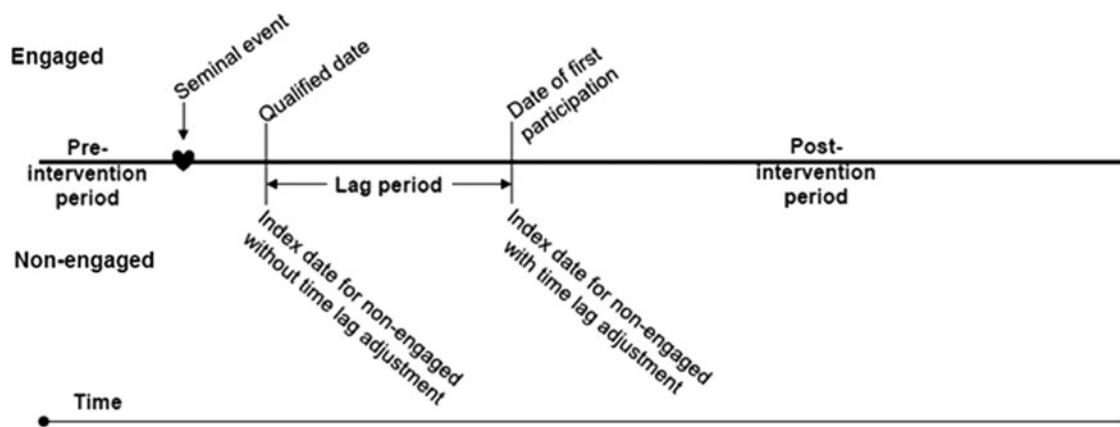 Engaged
Seminal event
Qualified date
Date of first
participation
Pre-
intervention
period
Lag period
Post-
intervention
period
Non-engaged
Index date for non-engaged
without time lag adjustment
Index date for non-engaged
with time lag adjustment
Time